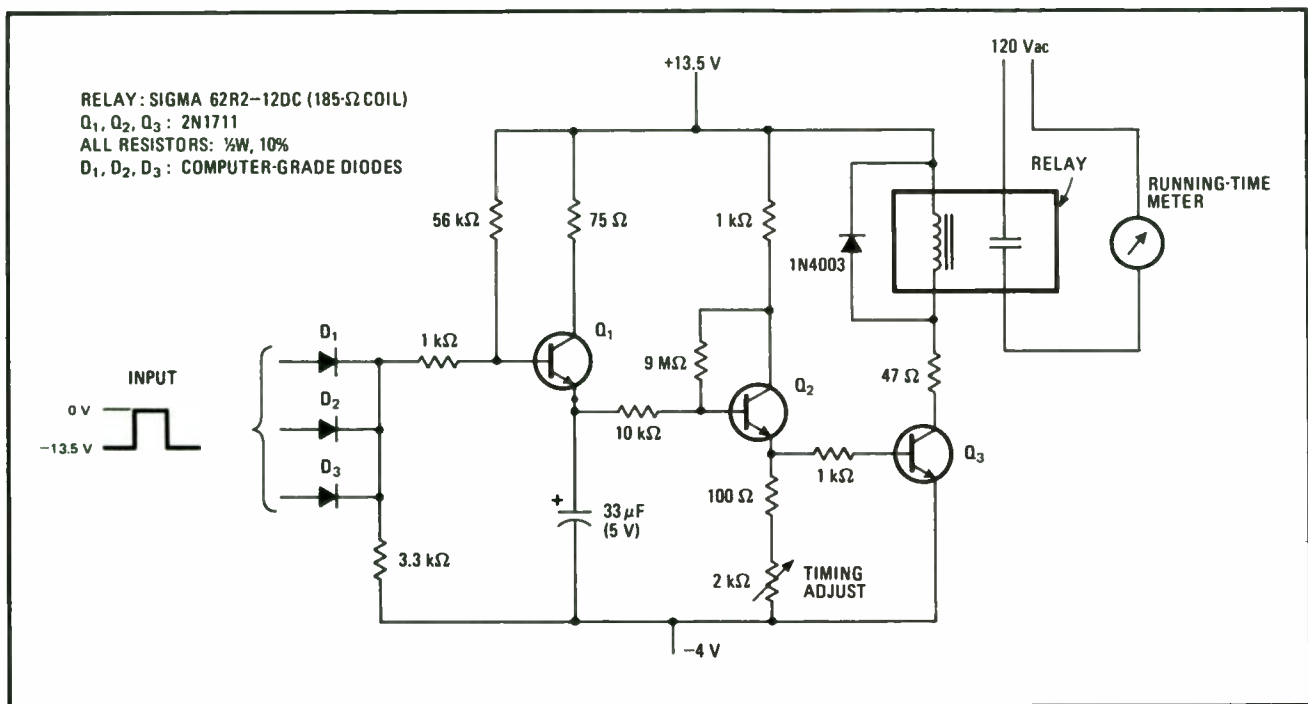 120 Vac
+13.5 V
RELAY: SIGMA 62R2-12DC (185-Ω COIL)
Q1, Q2, Q3: 2N1711
ALL RESISTORS: ½W, 10%
D1, D2, D3: COMPUTER-GRADE DIODES
RELAY
RUNNING-TIME
METER
56 kΩ
75 Ω
1 kΩ
1N4003
D1
1 kΩ
Q1
INPUT
0 V
−13.5 V
D2
9 MΩ
Q2
47 Ω
10 kΩ
D3
1 kΩ
Q3
+
33 μF
(5 V)
100 Ω
3.3 kΩ
2 kΩ
TIMING
ADJUST
−4 V